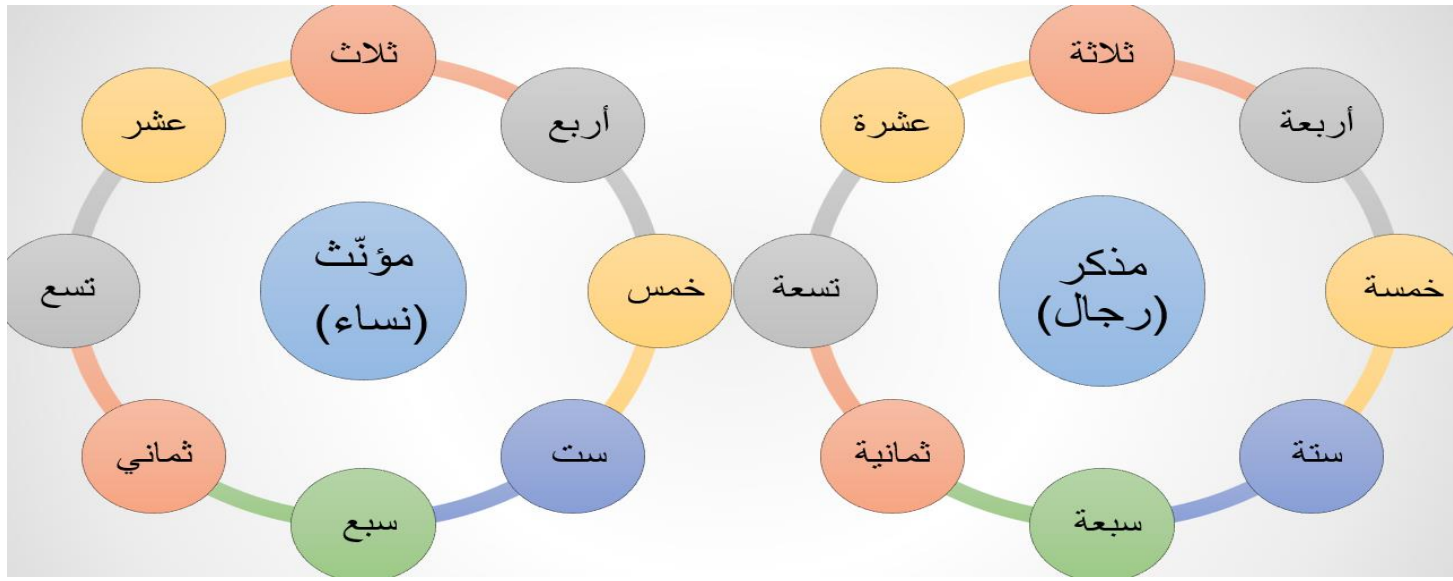 مذكر
(رجال)
ثلاثة
أربعة
خمسة
ستة
سبعة
ثمانية
تسعة
عشرة
مؤنّث
(نساء)
ثلاث
أربع
خمس
ست
سبع
ثماني
تسع
عشر